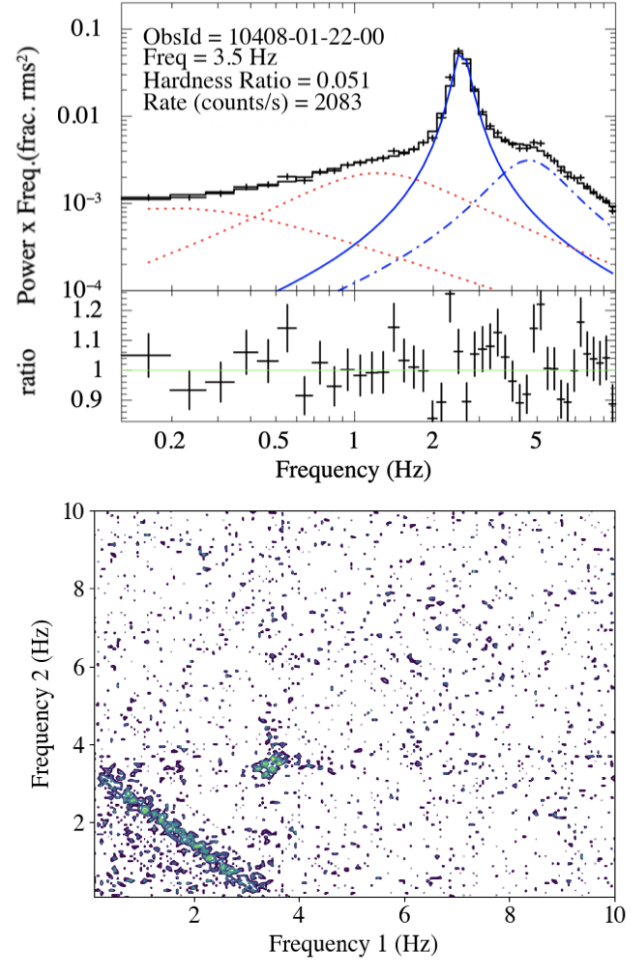 0.1
ObsId = 10408-01-22-00
Freq = 3.5 Hz
Hardness Ratio = 0.051
Rate (counts/s) = 2083
0.01
10⁻³
10⁻⁴
Power x Freq.(frac. rms²)
1.2
1.1
1
0.9
ratio
0.2 0.5 1 2 5
Frequency (Hz)
10
8
6
4
2
Frequency 2 (Hz)
2 4 6 8 10
Frequency 1 (Hz)